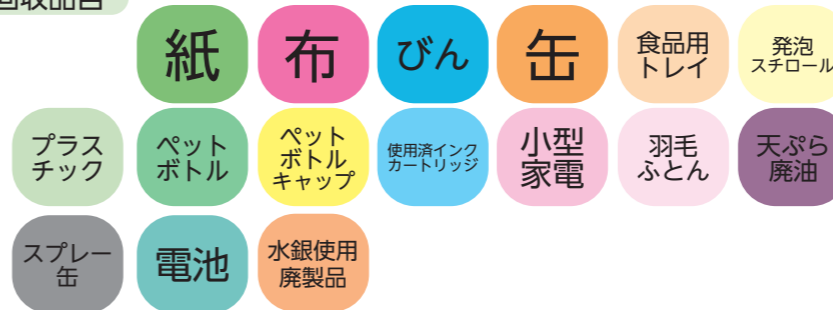 回収品目
紙
布
びん
缶
食品用
トレイ
発泡
スチロール
プラス
チック
ペット
ボトル
ペット
ボトル
キャップ
使用済インク
カートリッジ
小型
家電
羽毛
ふとん
天ぷら
廃油
スプレー
缶
電池
水銀使用
廃製品